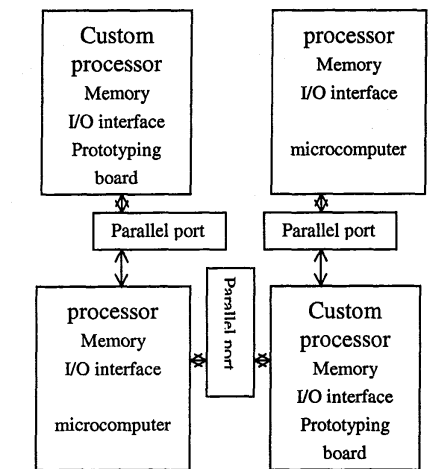 Custom
processor
Memory
I/O interface
Prototyping
board
processor
Memory
I/O interface
microcomputer
Parallel port
Parallel port
processor
Memory
I/O interface
microcomputer
Parallel port
Custom
processor
Memory
I/O interface
Prototyping
board